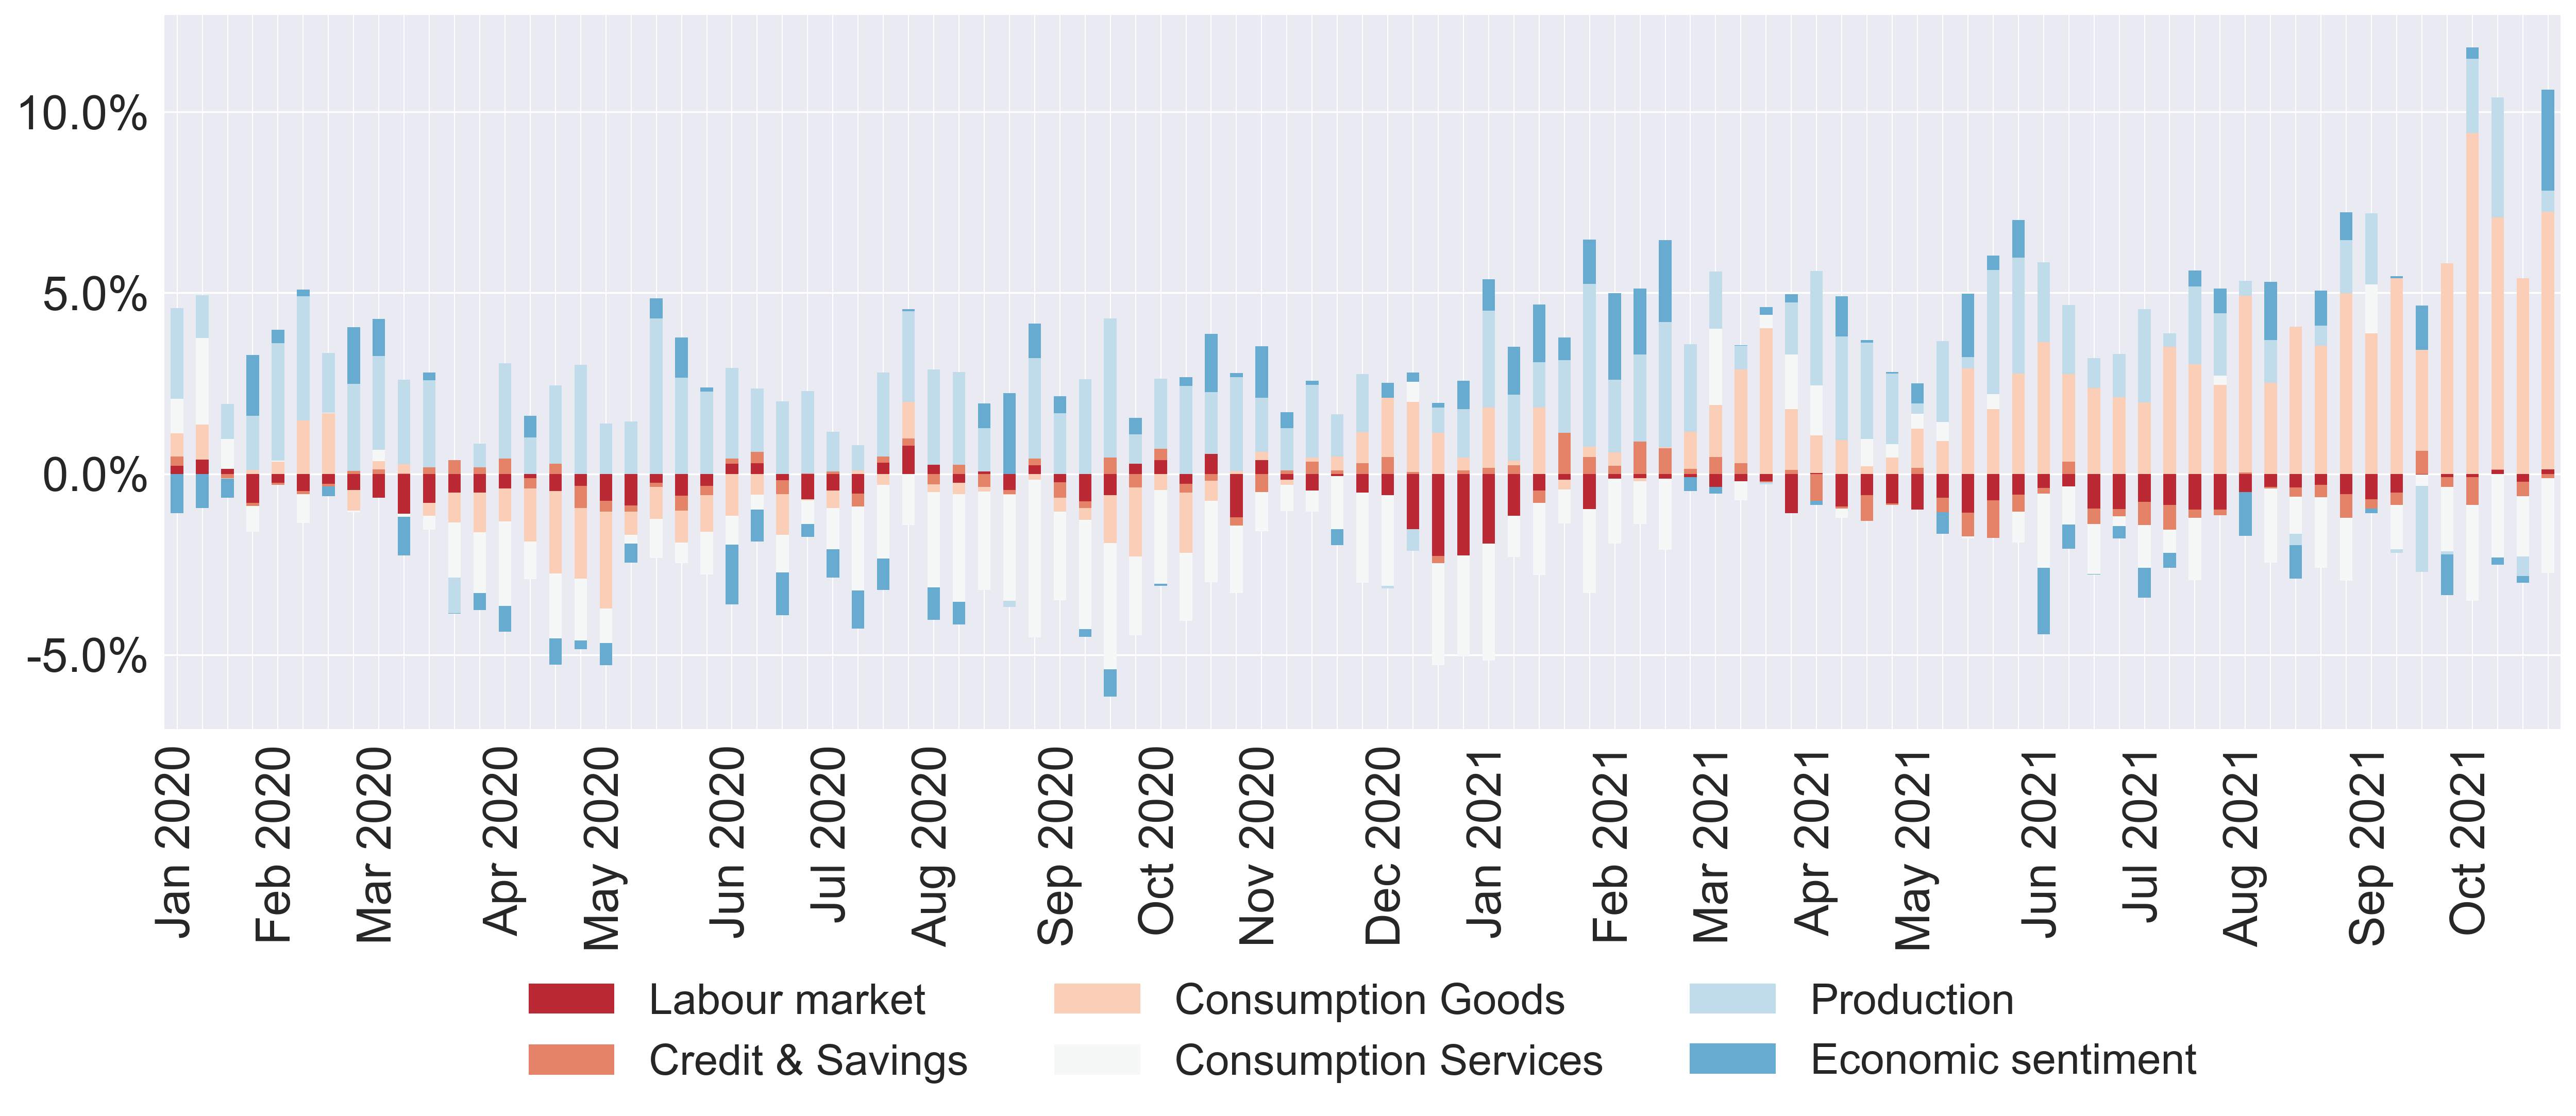 10.0%
5.0%
0.0%
-5.0%
Jan 2020
Feb 2020
Mar 2020
Apr 2020
May 2020
Jun 2020
Jul 2020
Aug 2020
Sep 2020
Oct 2020
Nov 2020
Dec 2020
Jan 2021
Feb 2021
Mar 2021
Apr 2021
May 2021
Jun 2021
Jul 2021
Aug 2021
Sep 2021
Oct 2021
Labour market
Credit & Savings
Consumption Goods
Consumption Services
Production
Economic sentiment